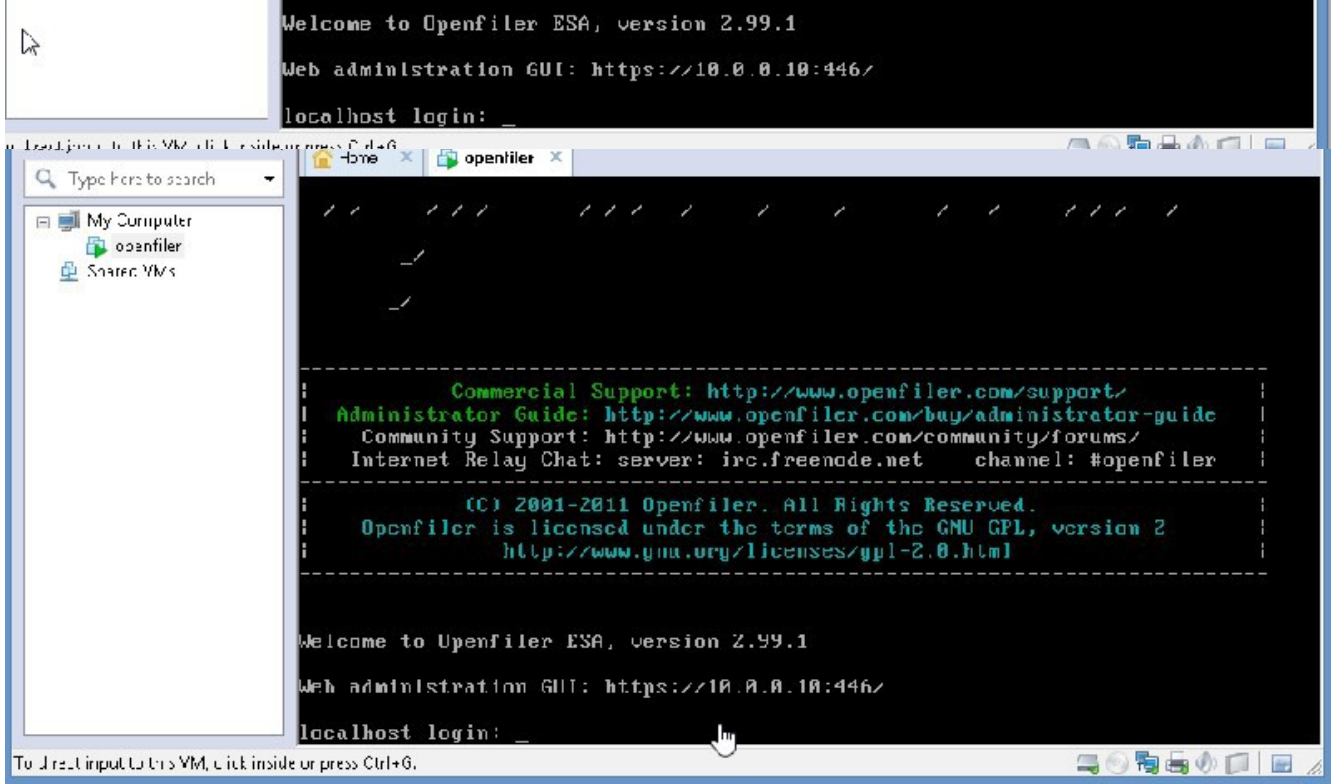 Welcome to Openfiler ESA, version 2.99.1
Web administration GUI: https://10.0.0.10:446/
localhost login: _
Home × openfiler ×
Type here to search
My Computer
openfiler
Shared VMs
Commercial Support: http://www.openfiler.com/support/
Administrator Guide: http://www.openfiler.com/buy/administrator-guide
Community Support: http://www.openfiler.com/community/forums/
Internet Relay Chat: server: irc.freenode.net channel: #openfiler
(C) 2001-2011 Openfiler. All Rights Reserved.
Openfiler is licensed under the terms of the GNU GPL, version 2
http://www.gnu.org/licenses/gpl-2.0.html
Welcome to Openfiler ESA, version 2.99.1
Web administration GUI: https://10.0.0.10:446/
localhost login: _
To direct input to this VM, click inside or press Ctrl+G.